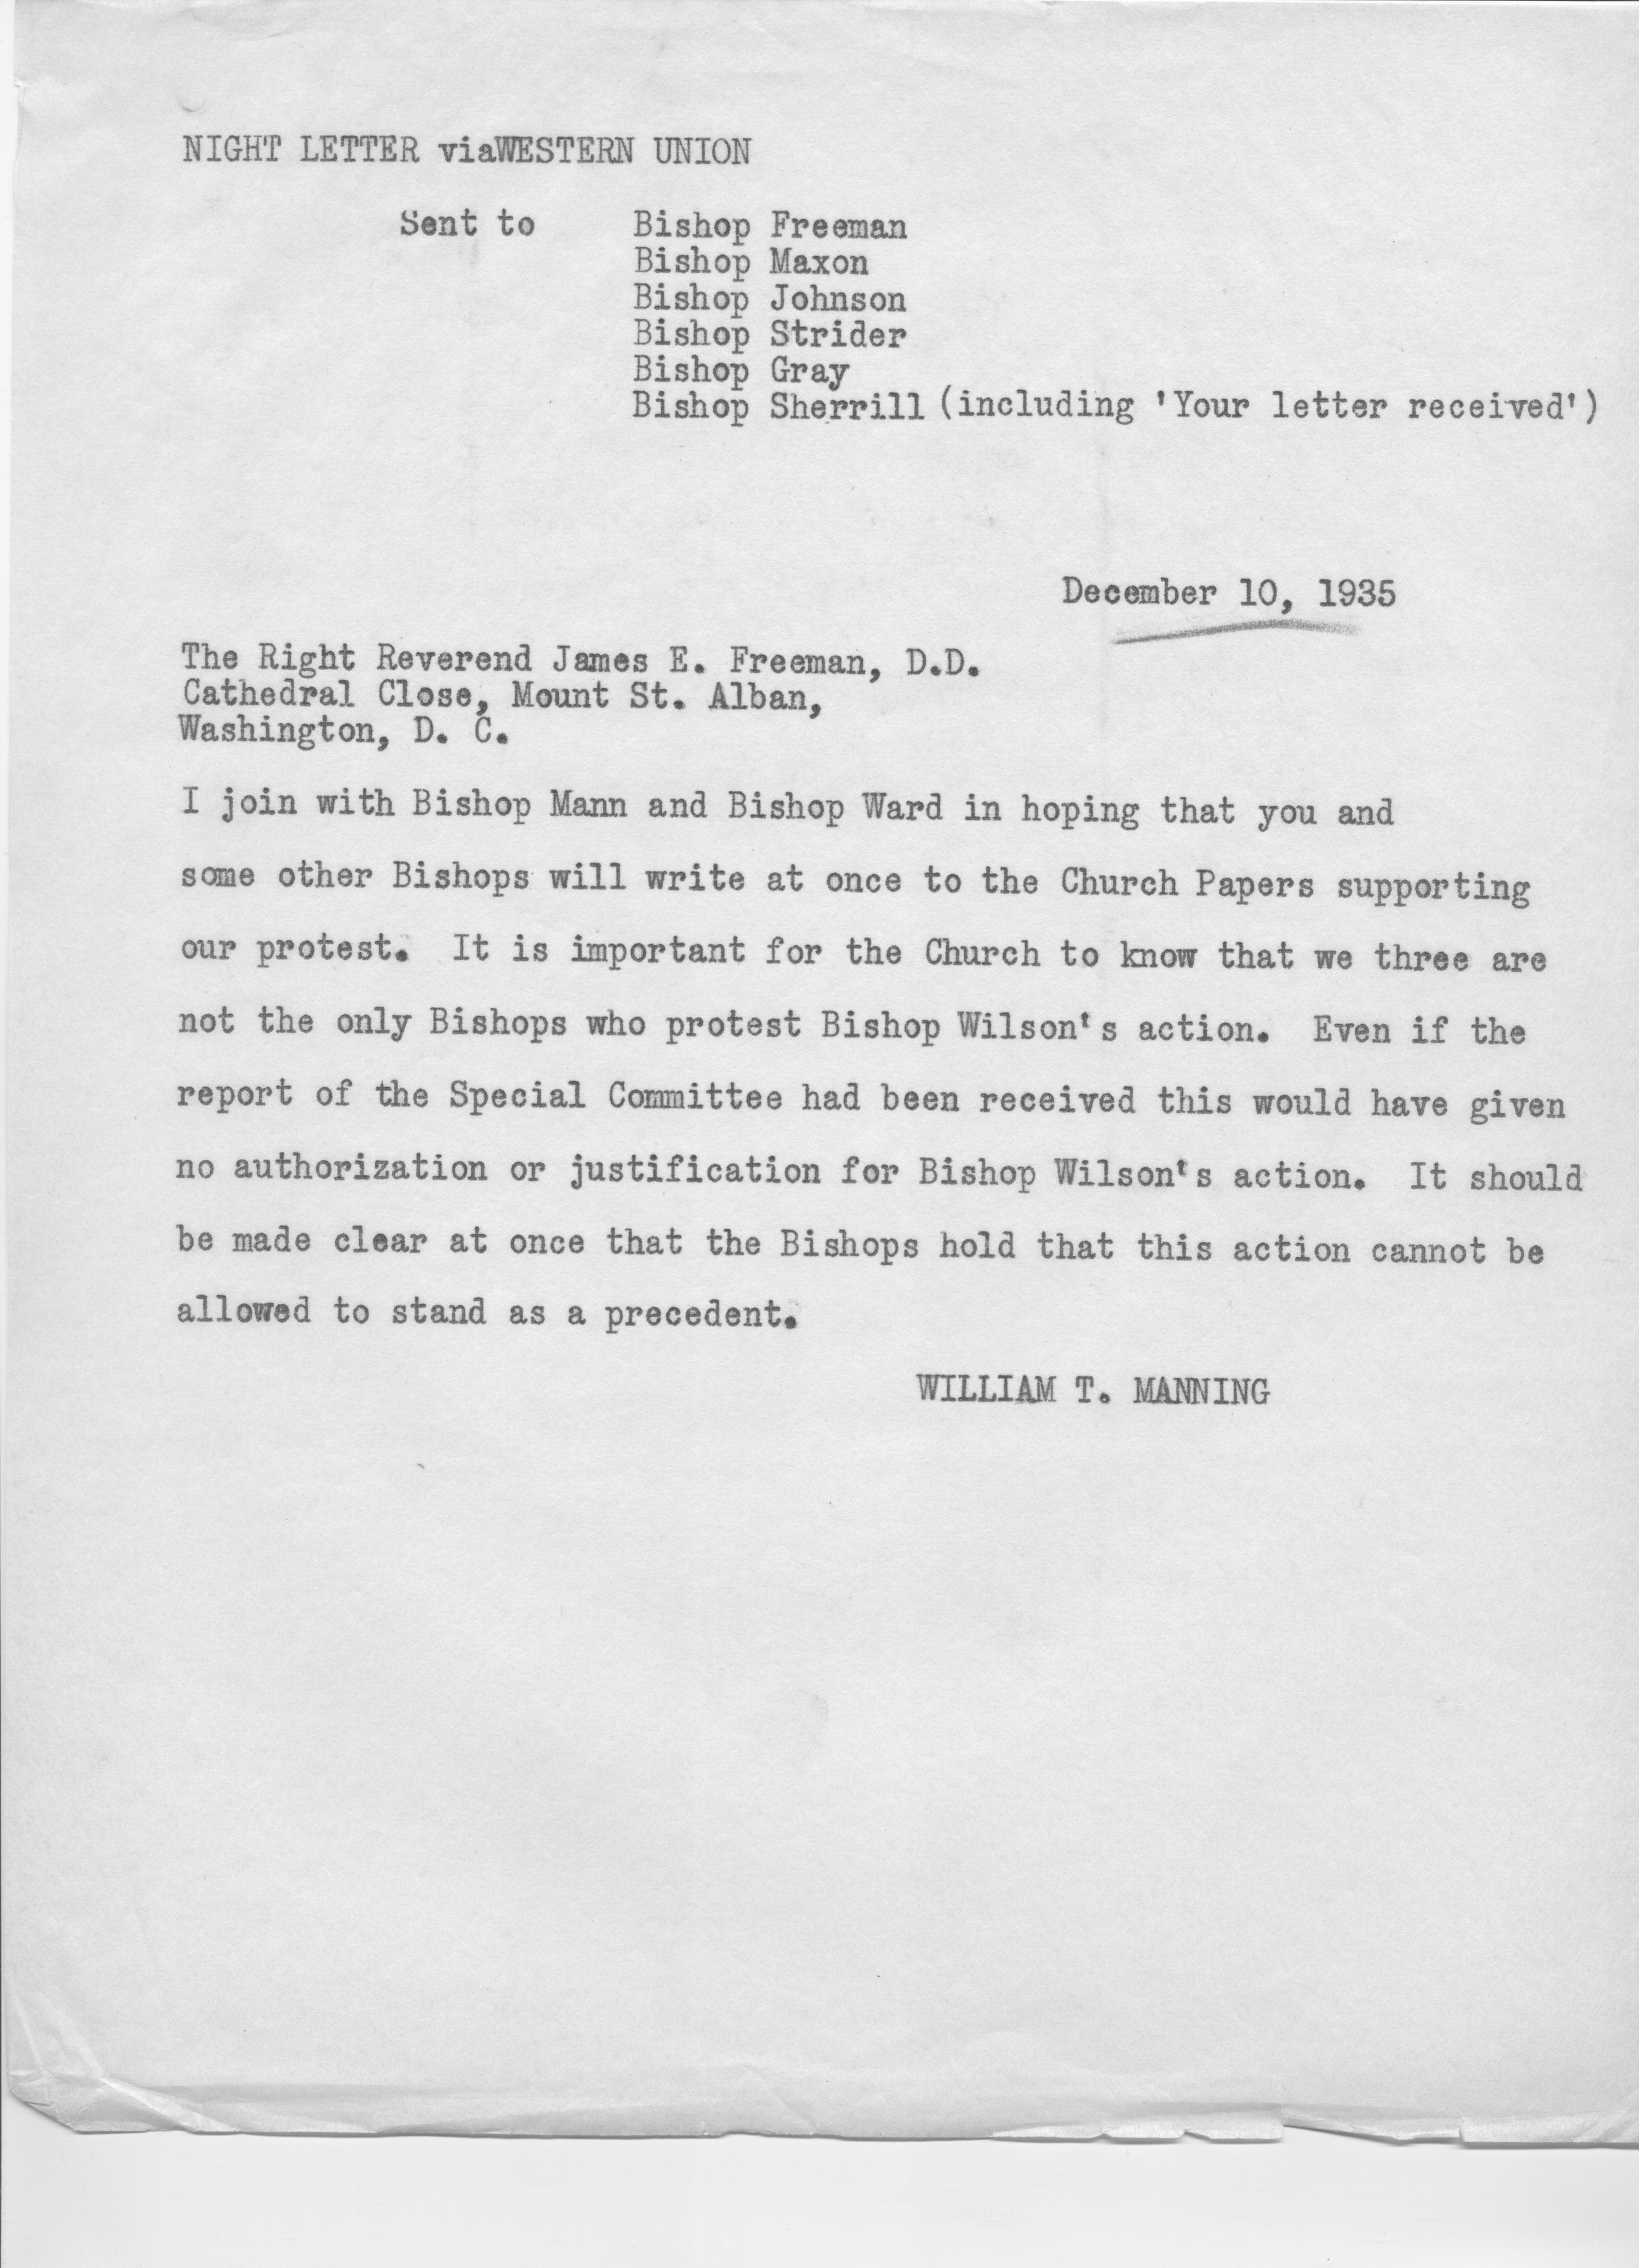 NIGHT LETTER viaWESTERN UNION
Sent to Bishop Freeman
Bishop Maxon
Bishop Johnson
Bishop Strider
Bishop Gray
Bishop Sherrill (including 'Your letter received')
December 10, 1935
The Right Reverend James E. Freeman, D.D.
Cathedral Close, Mount St. Alban,
Washington, D. C.
I join with Bishop Mann and Bishop Ward in hoping that you and
some other Bishops will write at once to the Church Papers supporting
our protest. It is important for the Church to know that we three are
not the only Bishops who protest Bishop Wilson's action. Even if the
report of the Special Committee had been received this would have given
no authorization or justification for Bishop Wilson's action. It should
be made clear at once that the Bishops hold that this action cannot be
allowed to stand as a precedent.
WILLIAM T. MANNING